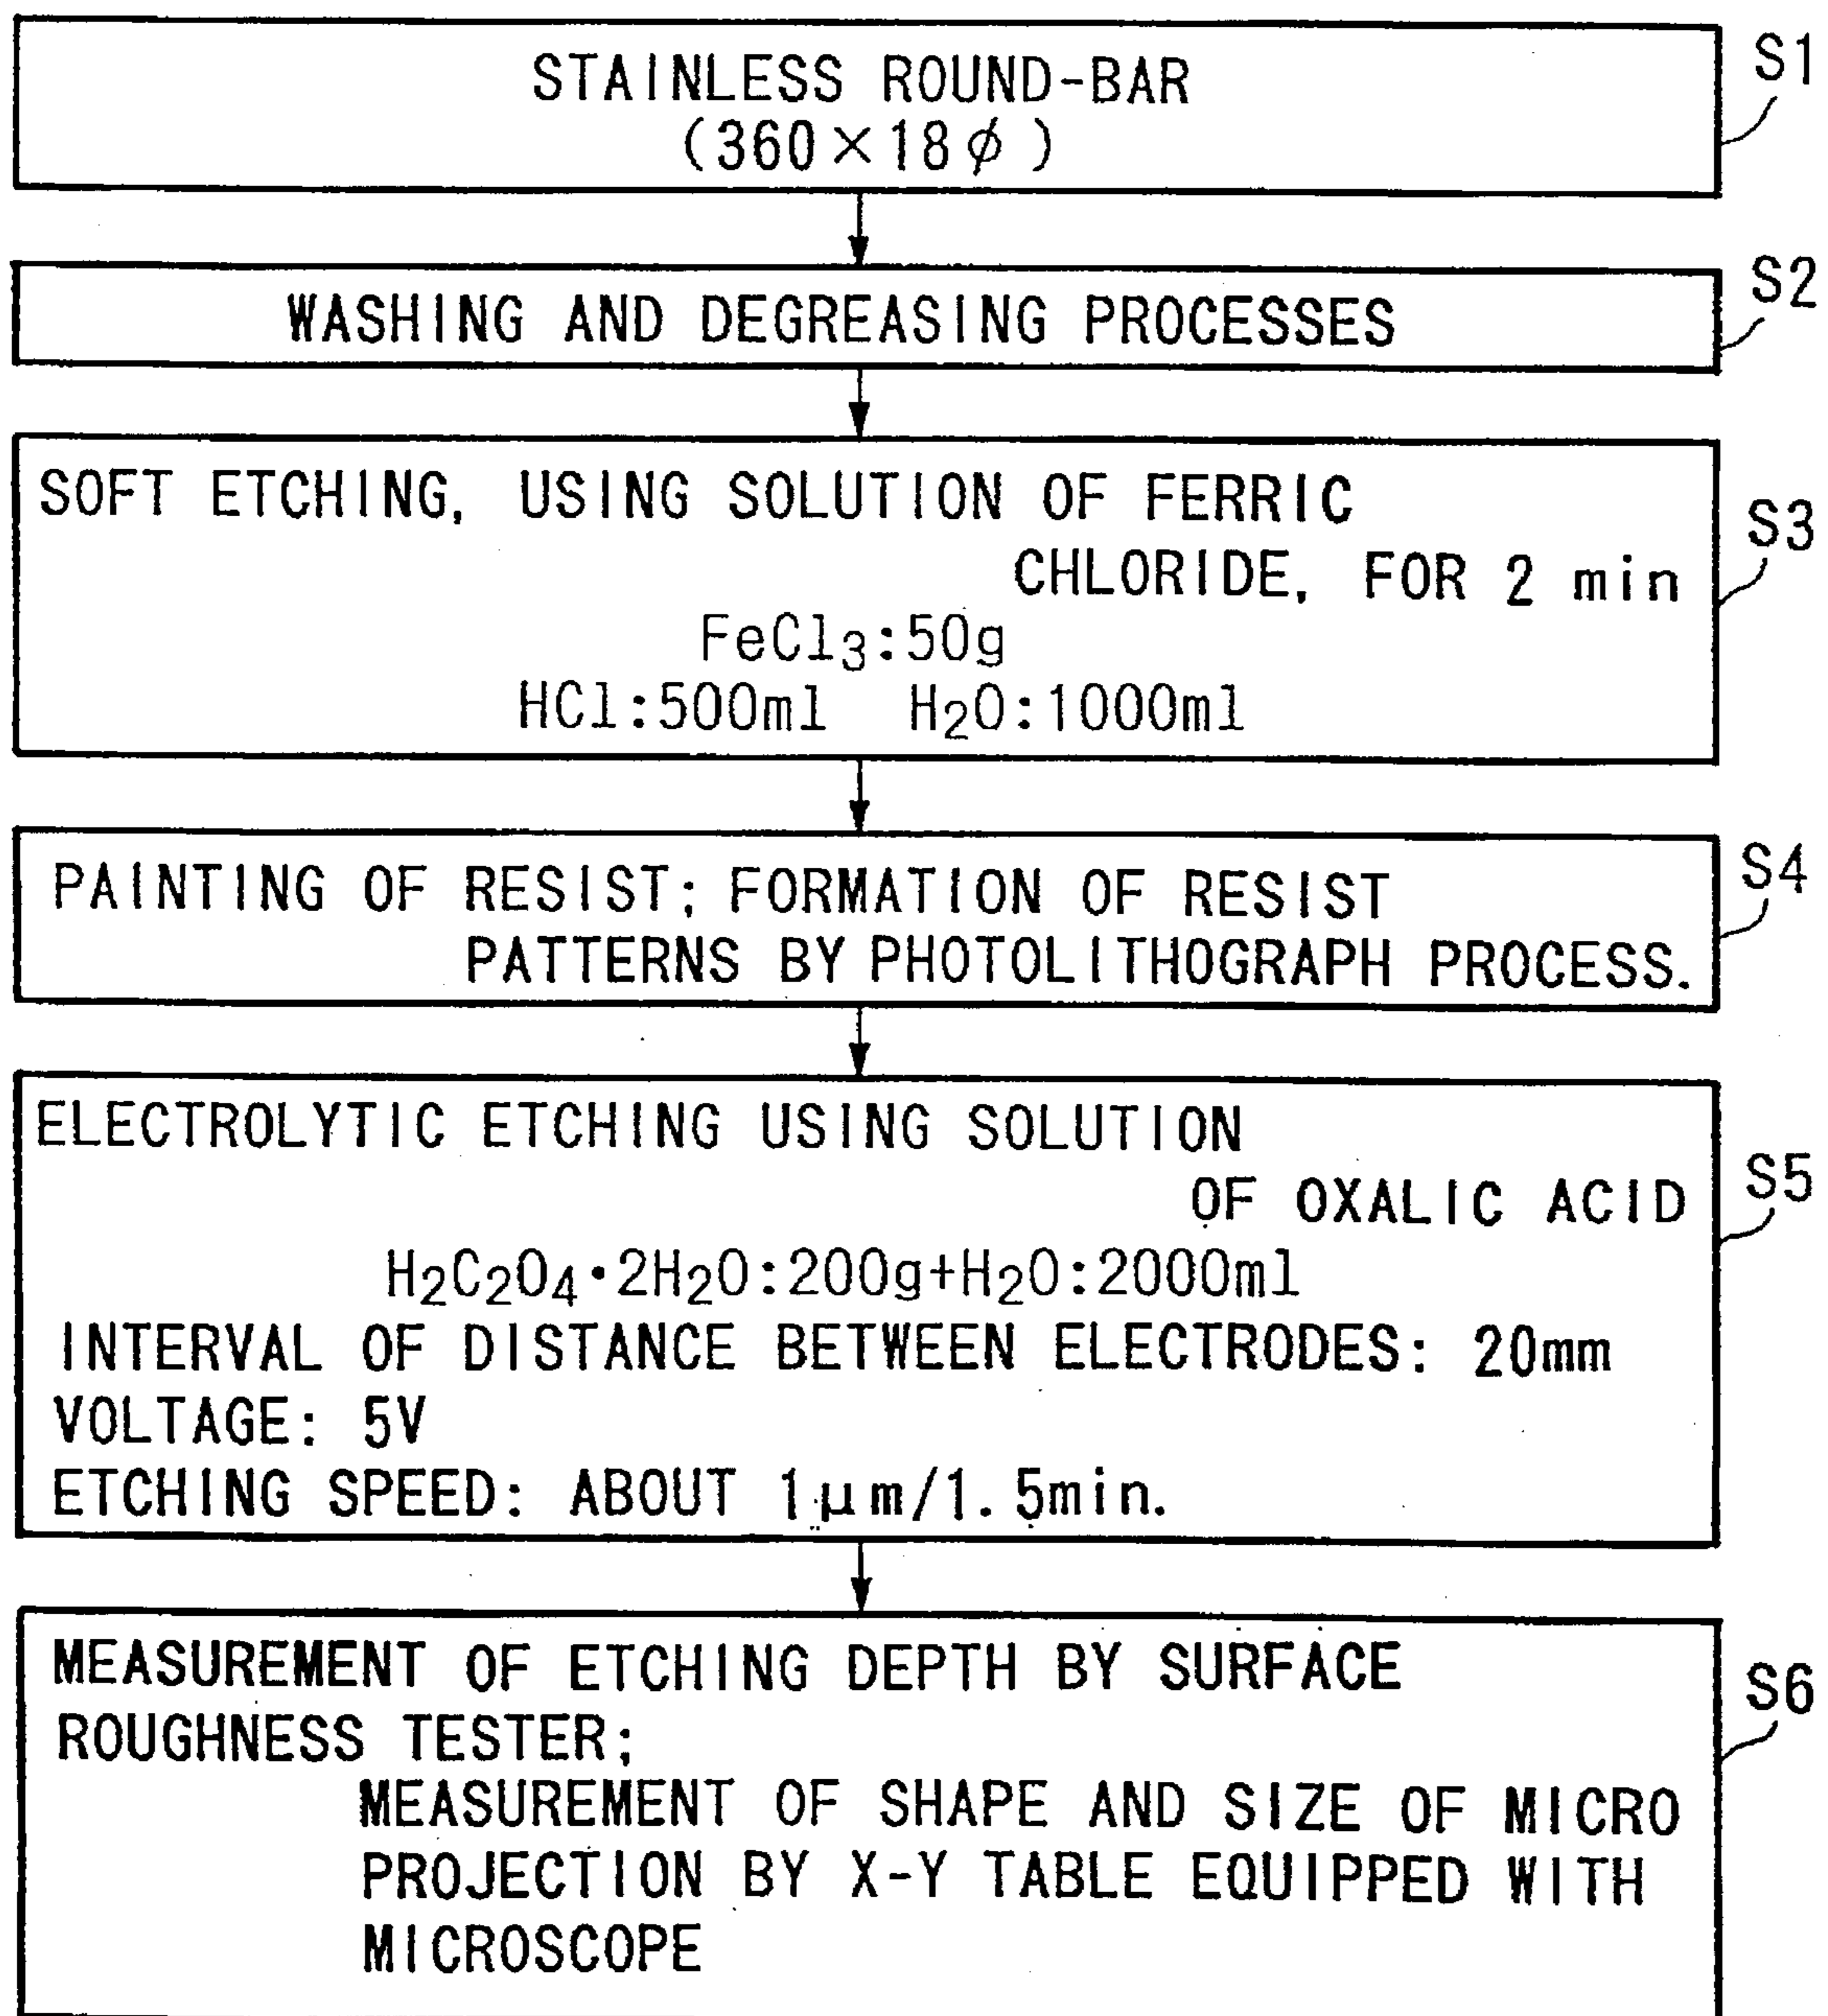 STAINLESS ROUND-BAR
(360×18φ)
S1
WASHING AND DEGREASING PROCESSES
S2
SOFT ETCHING, USING SOLUTION OF FERRIC
CHLORIDE, FOR 2 min
FeCl₃:50g
HCl:500ml H₂O:1000ml
S3
PAINTING OF RESIST; FORMATION OF RESIST
PATTERNS BY PHOTOLITHOGRAPH PROCESS.
S4
ELECTROLYTIC ETCHING USING SOLUTION
OF OXALIC ACID
H₂C₂O₄·2H₂O:200g+H₂O:2000ml
INTERVAL OF DISTANCE BETWEEN ELECTRODES: 20mm
VOLTAGE: 5V
ETCHING SPEED: ABOUT 1μm/1.5min.
S5
MEASUREMENT OF ETCHING DEPTH BY SURFACE
ROUGHNESS TESTER;
MEASUREMENT OF SHAPE AND SIZE OF MICRO
PROJECTION BY X-Y TABLE EQUIPPED WITH
MICROSCOPE
S6